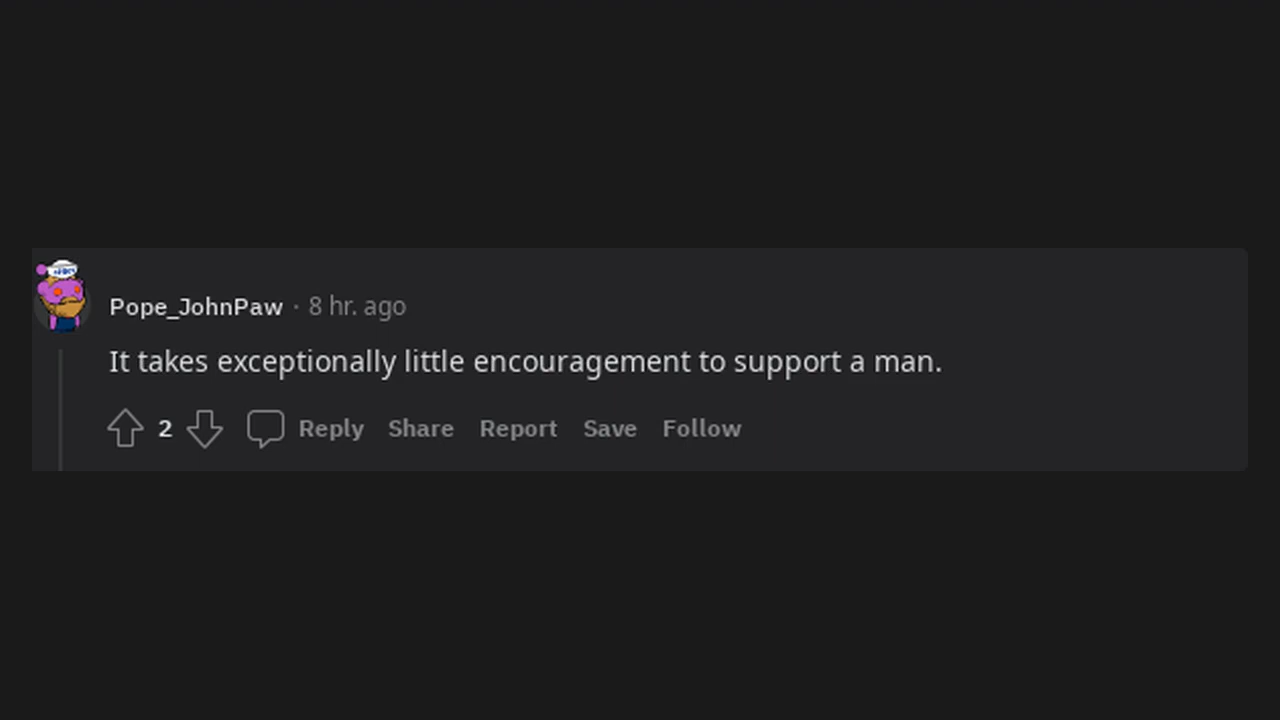 Pope_JohnPaw · 8 hr. ago
It takes exceptionally little encouragement to support a man.
2 Reply Share Report Save Follow